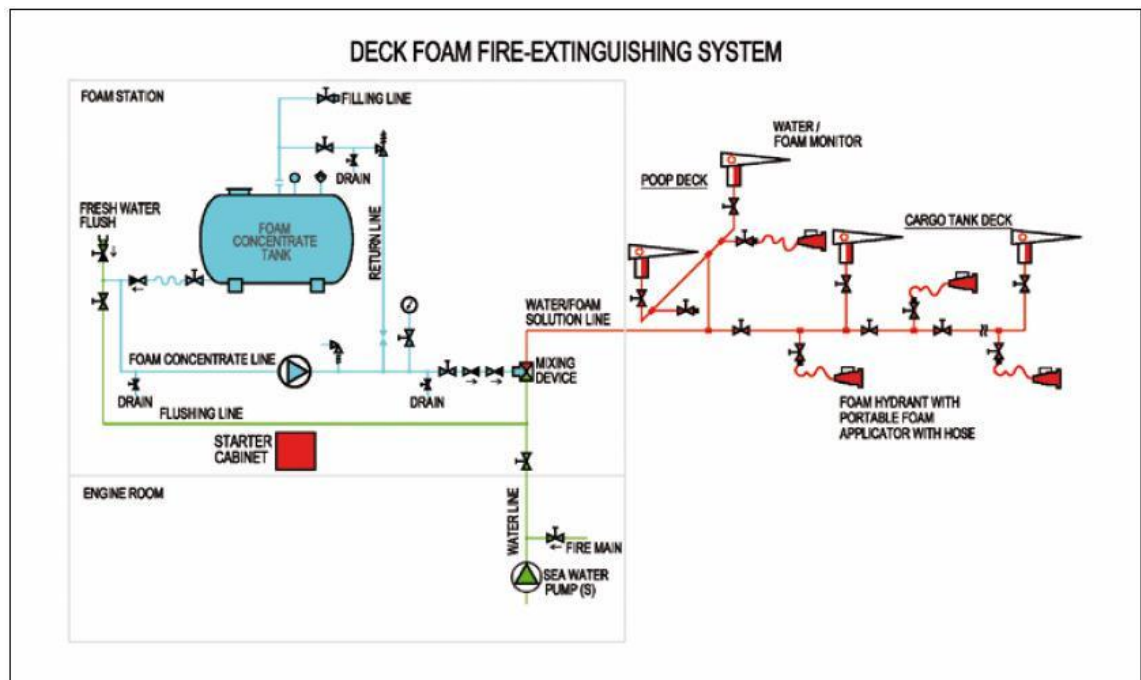 DECK FOAM FIRE-EXTINGUISHING SYSTEM
FOAM STATION
FILLING LINE
DRAIN
FRESH WATER
FLUSH
FOAM
CONCENTRATE
TANK
RETURN LINE
WATER /
FOAM MONITOR
POOP DECK
CARGO TANK DECK
WATER/FOAM
SOLUTION LINE
FOAM CONCENTRATE LINE
MIXING
DEVICE
DRAIN
DRAIN
FLUSHING LINE
FOAM HYDRANT WITH
PORTABLE FOAM
APPLICATOR WITH HOSE
STARTER
CABINET
ENGINE ROOM
WATER LINE
FIRE MAIN
SEA WATER
PUMP (S)